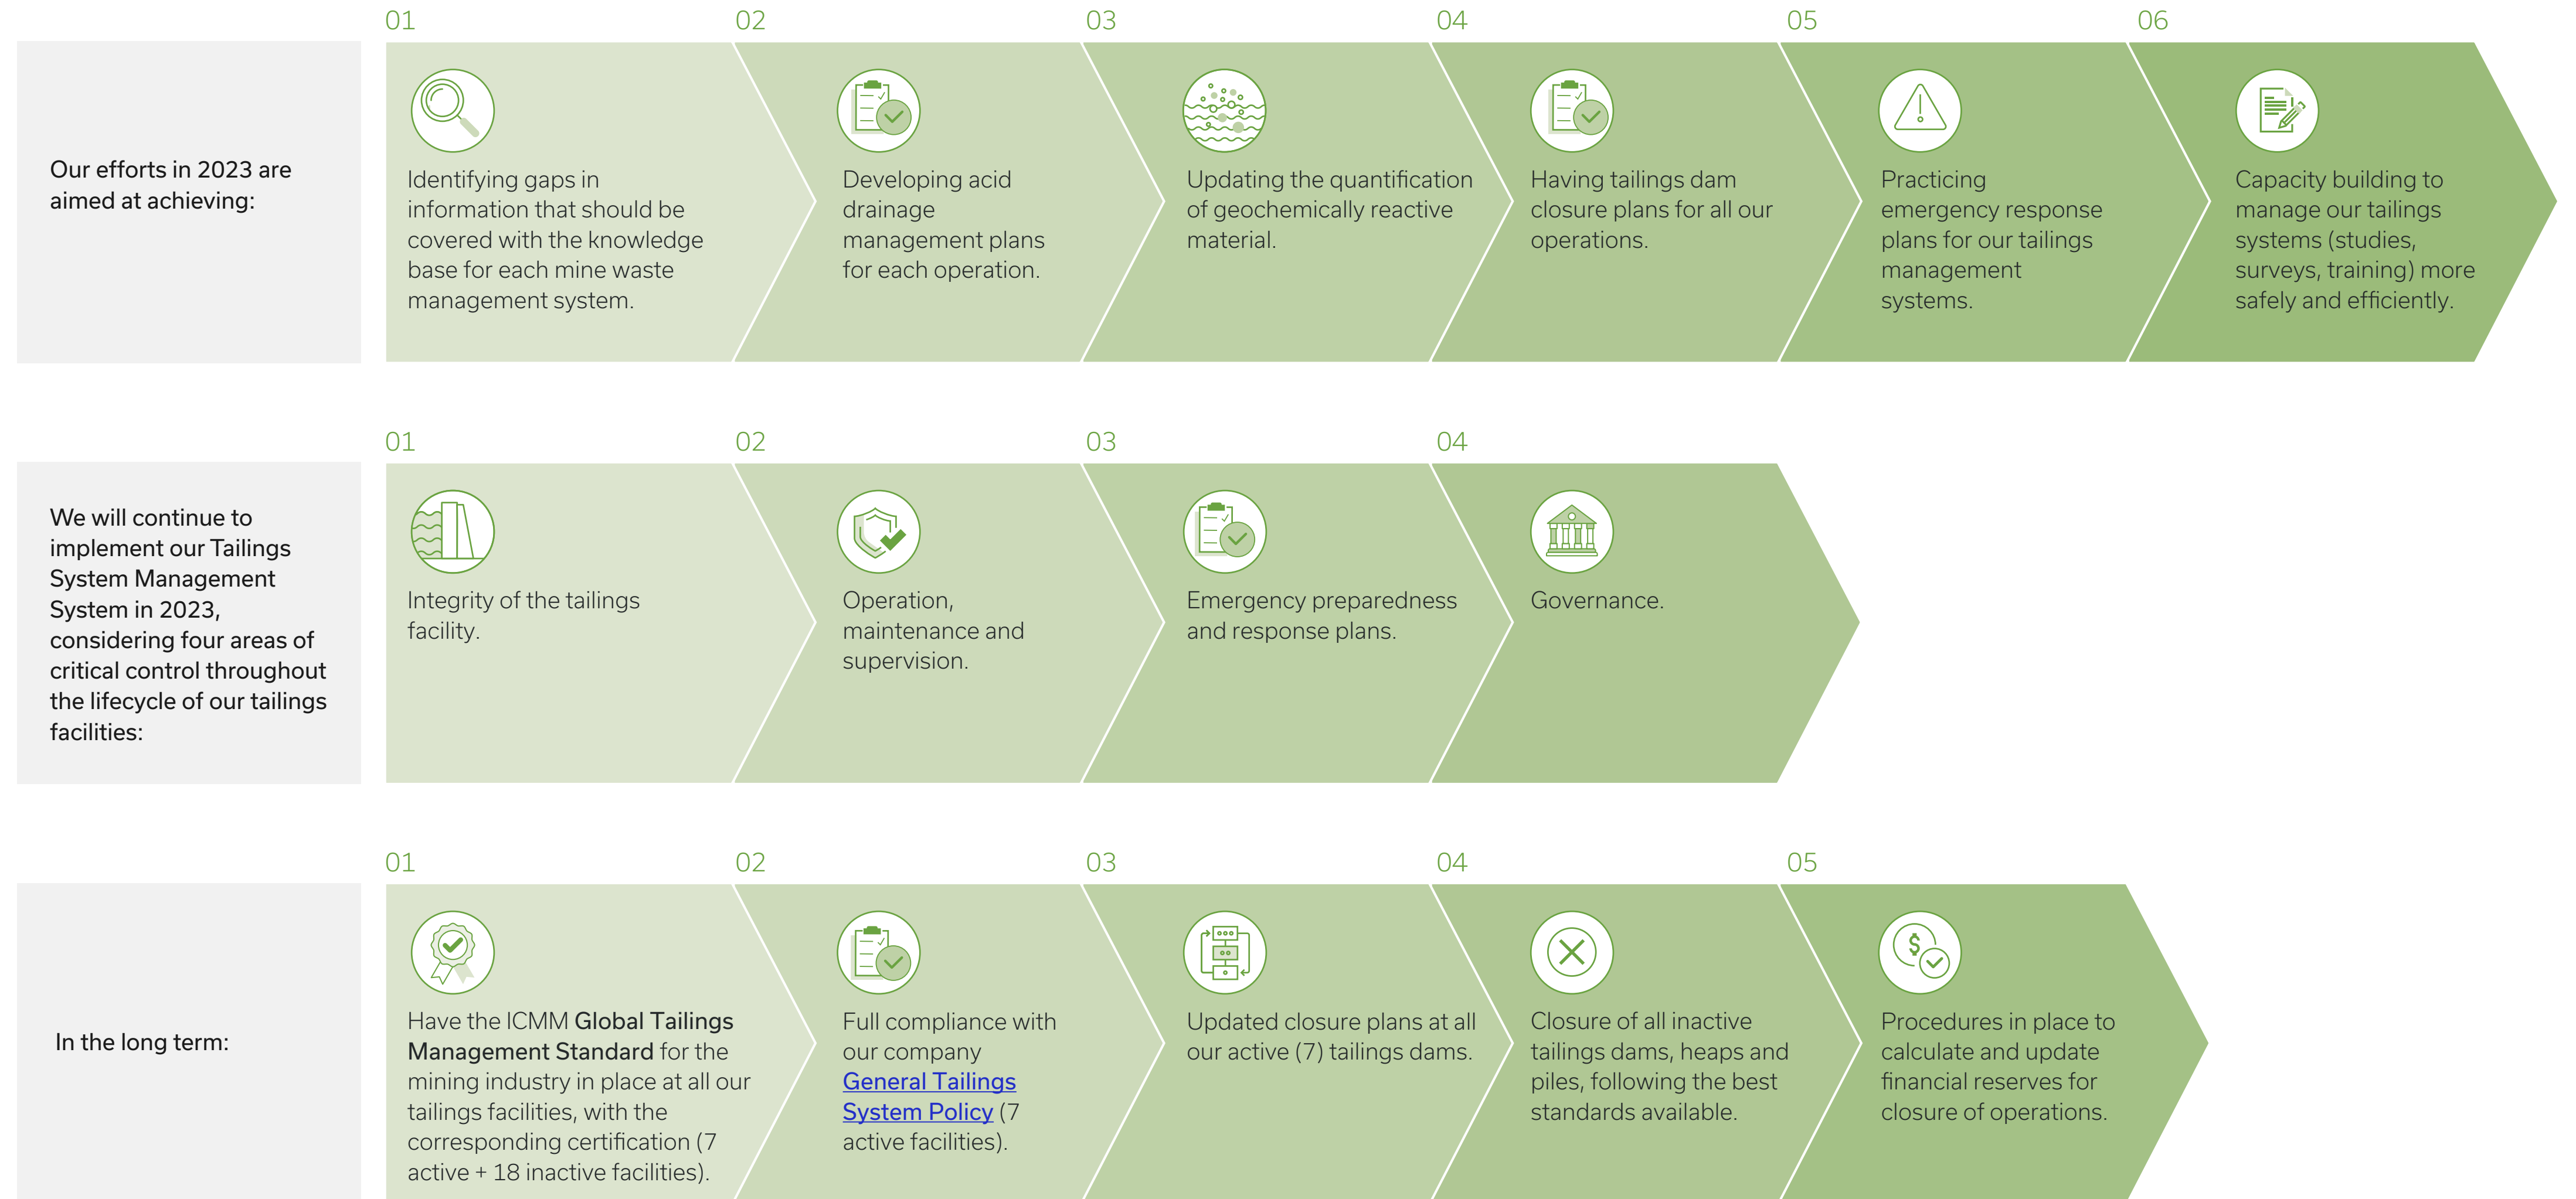 01
02
03
04
05
06
Our efforts in 2023 are
aimed at achieving:
Identifying gaps in
information that should be
covered with the knowledge
base for each mine waste
management system.
Developing acid
drainage
management plans
for each operation.
Updating the quantification
of geochemically reactive
material.
Having tailings dam
closure plans for all our
operations.
Practicing
emergency response
plans for our tailings
management
systems.
Capacity building to
manage our tailings
systems (studies,
surveys, training) more
safely and efficiently.
01
02
03
04
We will continue to
implement our Tailings
System Management
System in 2023,
considering four areas of
critical control throughout
the lifecycle of our tailings
facilities:
Integrity of the tailings
facility.
Operation,
maintenance and
supervision.
Emergency preparedness
and response plans.
Governance.
01
02
03
04
05
In the long term:
Have the ICMM Global Tailings
Management Standard for the
mining industry in place at all our
tailings facilities, with the
corresponding certification (7
active + 18 inactive facilities).
Full compliance with
our company
General Tailings
System Policy (7
active facilities).
Updated closure plans at all
our active (7) tailings dams.
Closure of all inactive
tailings dams, heaps and
piles, following the best
standards available.
Procedures in place to
calculate and update
financial reserves for
closure of operations.